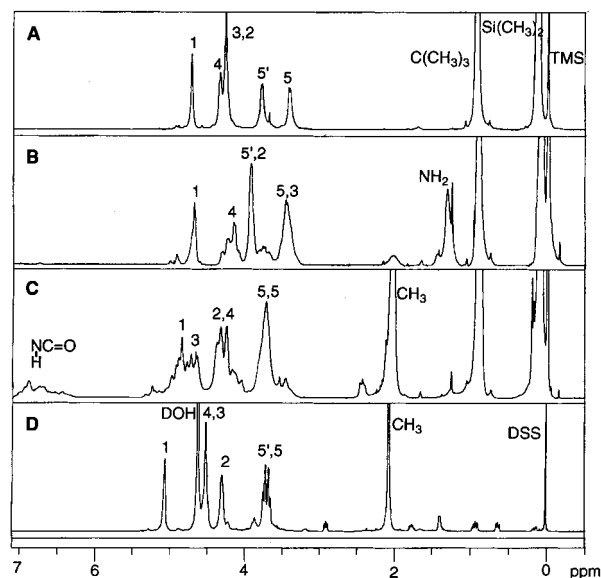 A
1
4
3,2
5'
5
C(CH₃)₃
Si(CH₃)₂
TMS
B
1
4
5',2
5,3
NH₂
C
NC=O
H
1
3
2,4
5,5
CH₃
D
1
DOH
4,3
2
5',5
CH₃
DSS
7 6 4 2 0 ppm